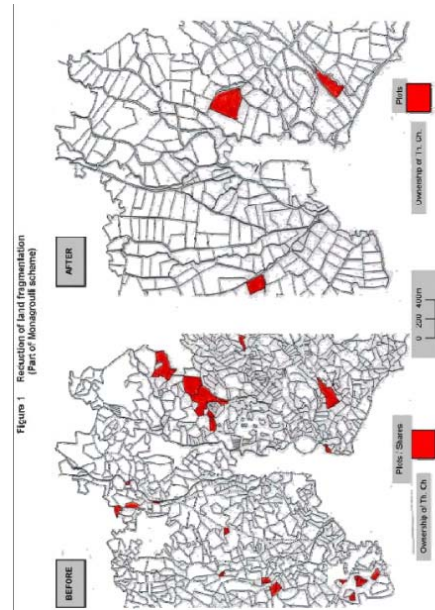 Figure 1 Reduction of land fragmentation
(Part of Monagroulli scheme)
BEFORE
AFTER
Plots / Shares
Ownership of Th. Ch
0 200 400m
Plots
Ownership of Th. Ch.